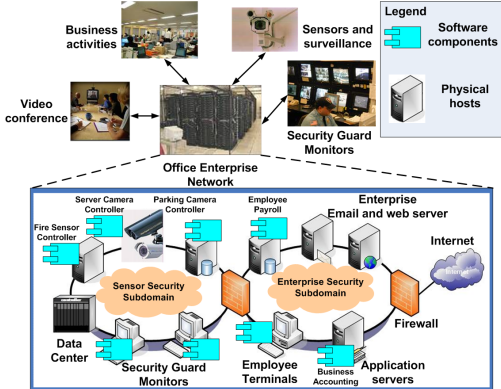 Business
activities
Sensors and
surveillance
Legend
Software
components
Physical
hosts
Video
conference
Security Guard
Monitors
Office Enterprise
Network
Server Camera
Controller
Parking Camera
Controller
Employee
Payroll
Enterprise
Email and web server
Fire Sensor
Controller
Internet
Internet
Sensor Security
Subdomain
Enterprise Security
Subdomain
Firewall
Data
Center
Security Guard
Monitors
Employee
Terminals
Business
Accounting
Application
servers